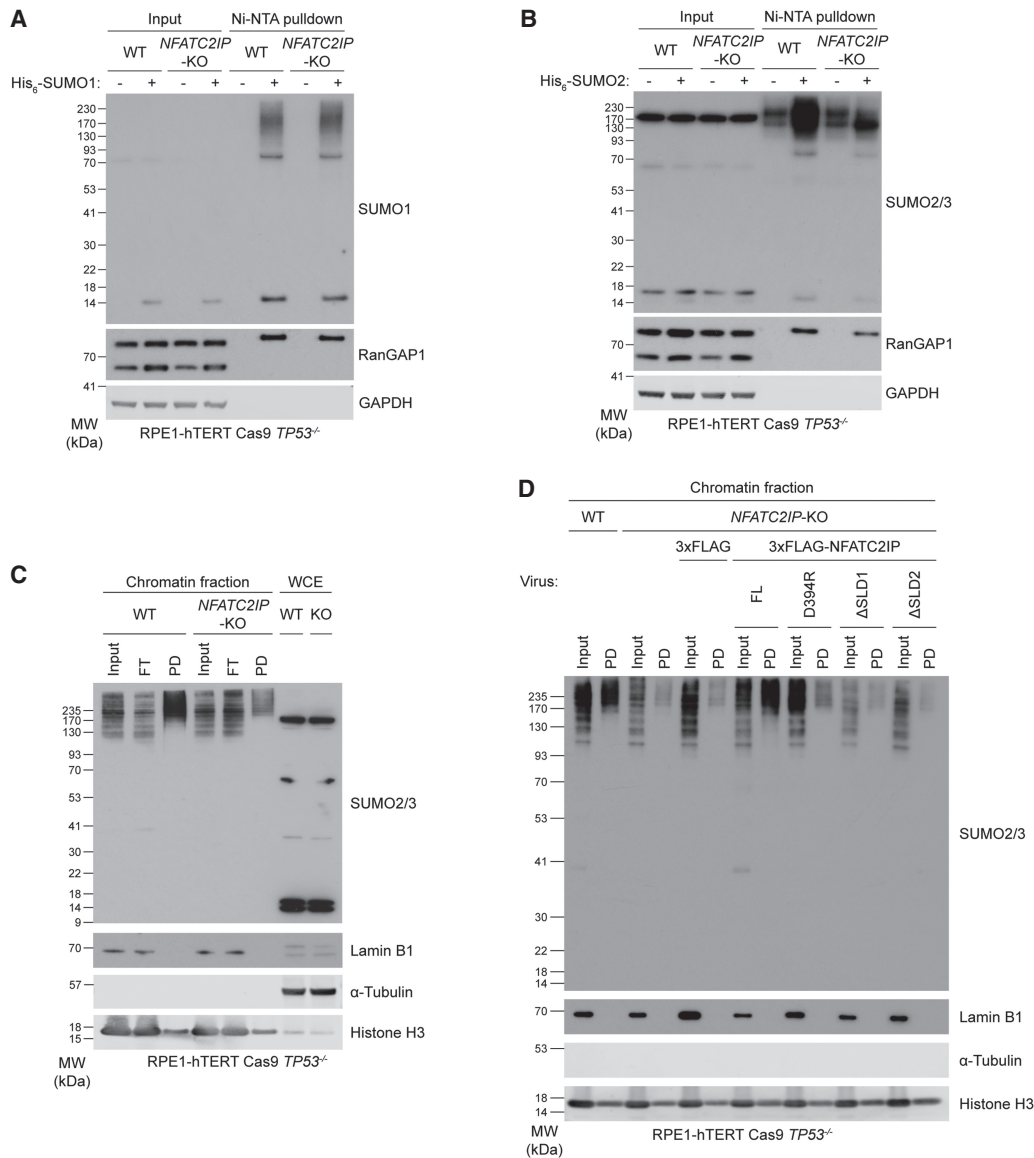 A
Input Ni-NTA pulldown
WT NFATC2IP -KO WT NFATC2IP -KO
His6-SUMO1: - + - + - + - +
230
170
130
93
70
53
41
30
22
18
14
SUMO1
70
RanGAP1
41
GAPDH
MW (kDa)
RPE1-hTERT Cas9 TP53-/-
B
Input Ni-NTA pulldown
WT NFATC2IP -KO WT NFATC2IP -KO
His6-SUMO2: - + - + - + - +
230
170
130
93
70
53
41
30
22
18
14
SUMO2/3
70
RanGAP1
41
GAPDH
MW (kDa)
RPE1-hTERT Cas9 TP53-/-
C
Chromatin fraction WCE
WT NFATC2IP -KO WT KO
Input FT PD Input FT PD
235
170
130
93
70
53
41
30
22
18
14
9
SUMO2/3
70
Lamin B1
57
α-Tubulin
18
15
Histone H3
MW (kDa)
RPE1-hTERT Cas9 TP53-/-
D
Chromatin fraction
WT NFATC2IP-KO
3xFLAG 3xFLAG-NFATC2IP
Virus: FL D394R ΔSLD1 ΔSLD2
Input PD Input PD Input PD Input PD Input PD Input PD Input PD
235
170
130
93
70
53
41
30
22
18
14
SUMO2/3
70
Lamin B1
53
α-Tubulin
18
14
Histone H3
MW (kDa)
RPE1-hTERT Cas9 TP53-/-